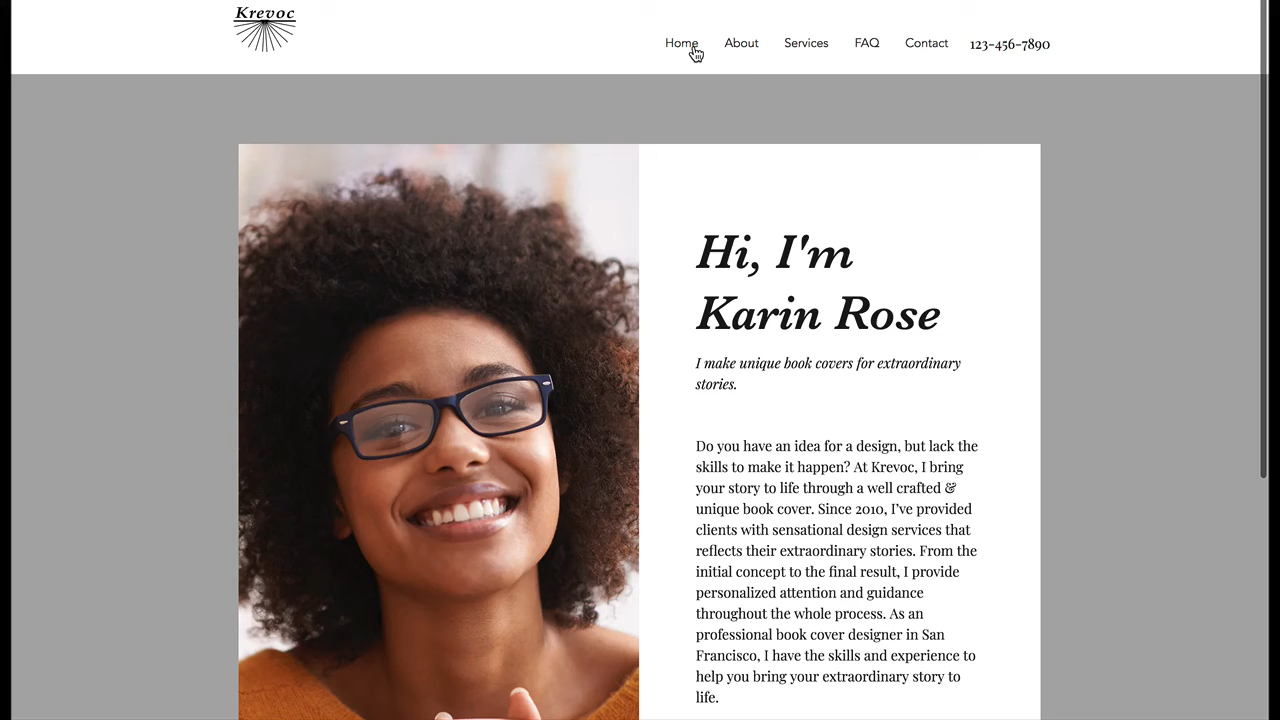 Krevoc
Home About Services FAQ Contact 123-456-7890
Hi, I'm
Karin Rose
I make unique book covers for extraordinary
stories.
Do you have an idea for a design, but lack the
skills to make it happen? At Krevoc, I bring
your story to life through a well crafted &
unique book cover. Since 2010, I've provided
clients with sensational design services that
reflects their extraordinary stories. From the
initial concept to the final result, I provide
personalized attention and guidance
throughout the whole process. As an
professional book cover designer in San
Francisco, I have the skills and experience to
help you bring your extraordinary story to
life.